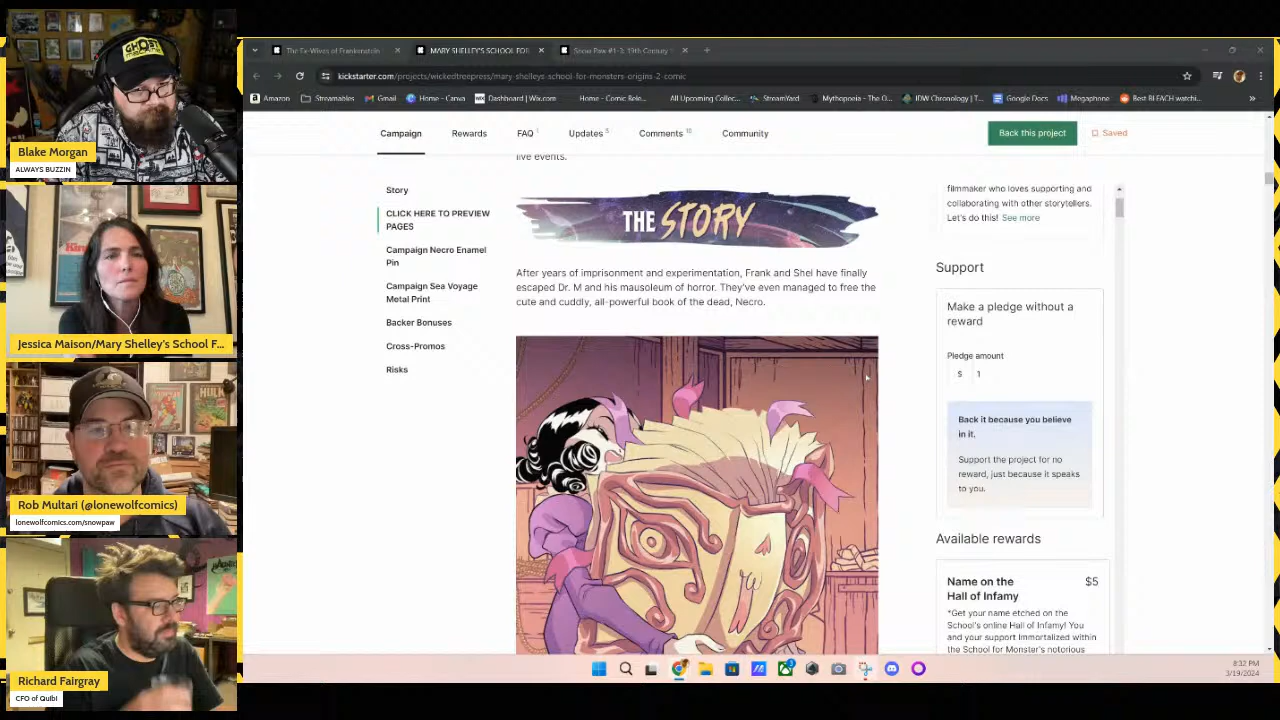 GHOST
MACHINE
Blake Morgan
ALWAYS BUZZIN
Jessica Maison/Mary Shelley's School F...
HULK
Rob Multari (@lonewolfcomics)
lonewolfcomics.com/snowpaw
Richard Fairgray
CFO of Quibi
The Ex-Wives of Frankenstein
MARY SHELLEY'S SCHOOL FOR
Snow Paw #1-3: 19th Century
kickstarter.com/projects/wickedtreepress/mary-shelleys-school-for-monsters-origins-2-comic
Amazon
Streamables
Gmail
Home - Canva
Dashboard | Wix.com
Home - Comic Rele...
All Upcoming Collec...
StreamYard
Mythopoeia - The O...
IDW Chronology | T...
Google Docs
Megaphone
Best BLEACH watchi...
Campaign
Rewards
FAQ 1
Updates 5
Comments
Community
Back this project
Saved
live events.
Story
CLICK HERE TO PREVIEW
PAGES
Campaign Necro Enamel
Pin
Campaign Sea Voyage
Metal Print
Backer Bonuses
Cross-Promos
Risks
THE STORY
After years of imprisonment and experimentation, Frank and Shel have finally
escaped Dr. M and his mausoleum of horror. They've even managed to free the
cute and cuddly, all-powerful book of the dead, Necro.
filmmaker who loves supporting and
collaborating with other storytellers.
Let's do this! See more
Support
Make a pledge without a
reward
Pledge amount
$ 1
Back it because you believe
in it.
Support the project for no
reward, just because it speaks
to you.
Available rewards
Name on the
Hall of Infamy
$5
*Get your name etched on the
School's online Hall of Infamy! You
and your support Immortalized within
the School for Monster's notorious
8:32 PM
3/19/2024